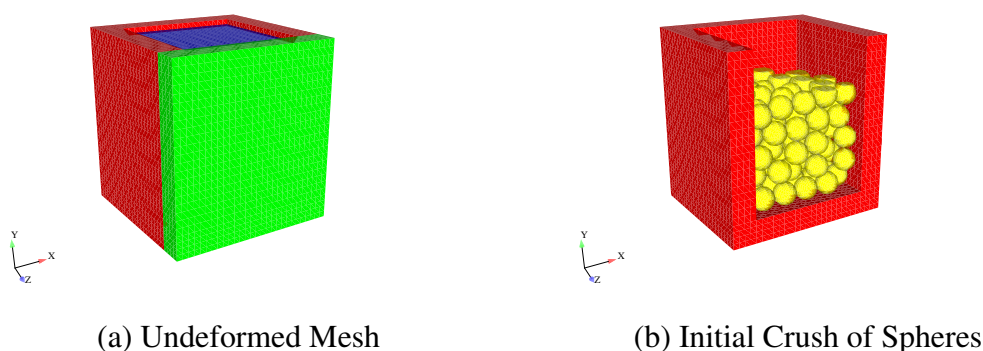 Y
X
Z
Y
X
Z
(a) Undeformed Mesh
(b) Initial Crush of Spheres